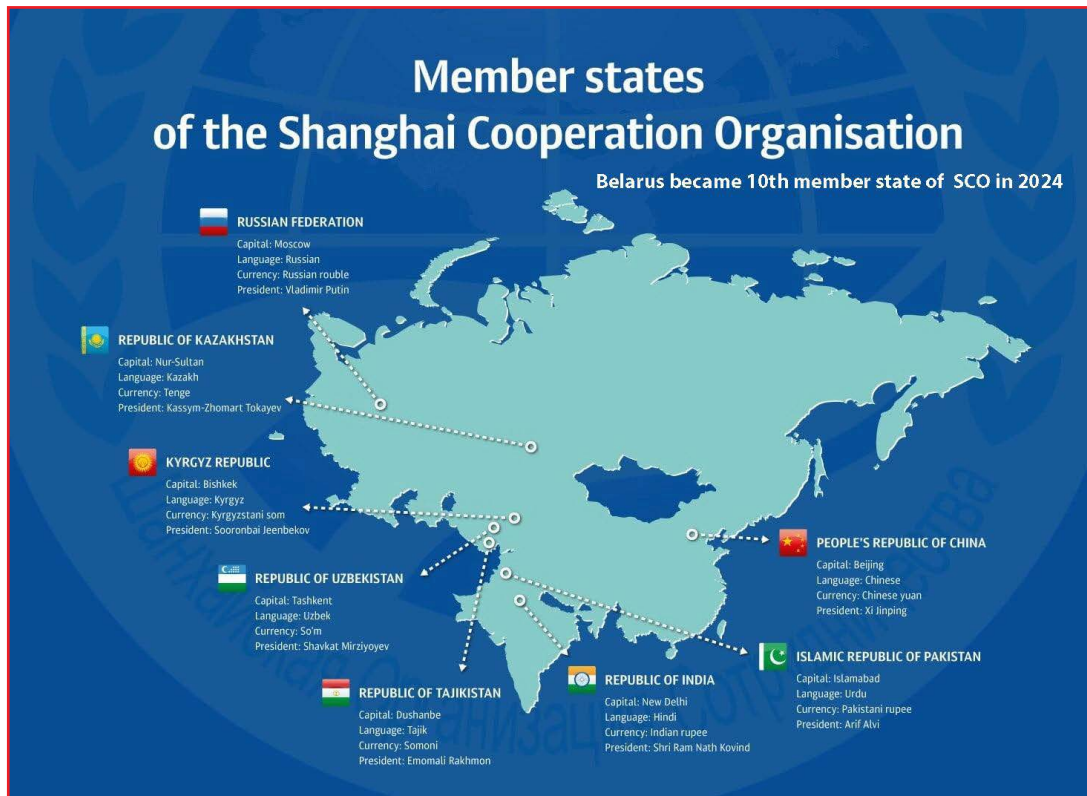 Member states
of the Shanghai Cooperation Organisation
Belarus became 10th member state of SCO in 2024
RUSSIAN FEDERATION
Capital: Moscow
Language: Russian
Currency: Russian rouble
President: Vladimir Putin
REPUBLIC OF KAZAKHSTAN
Capital: Nur-Sultan
Language: Kazakh
Currency: Tenge
President: Kassym-Zhomart Tokayev
KYRGYZ REPUBLIC
Capital: Bishkek
Language: Kyrgyz
Currency: Kyrgyzstani som
President: Sooronbai Jeenbekov
REPUBLIC OF UZBEKISTAN
Capital: Tashkent
Language: Uzbek
Currency: So'm
President: Shavkat Mirziyoyev
REPUBLIC OF TAJIKISTAN
Capital: Dushanbe
Language: Tajik
Currency: Somoni
President: Emomali Rakhmon
REPUBLIC OF INDIA
Capital: New Delhi
Language: Hindi
Currency: Indian rupee
President: Shri Ram Nath Kovind
PEOPLE'S REPUBLIC OF CHINA
Capital: Beijing
Language: Chinese
Currency: Chinese yuan
President: Xi Jinping
ISLAMIC REPUBLIC OF PAKISTAN
Capital: Islamabad
Language: Urdu
Currency: Pakistani rupee
President: Arif Alvi